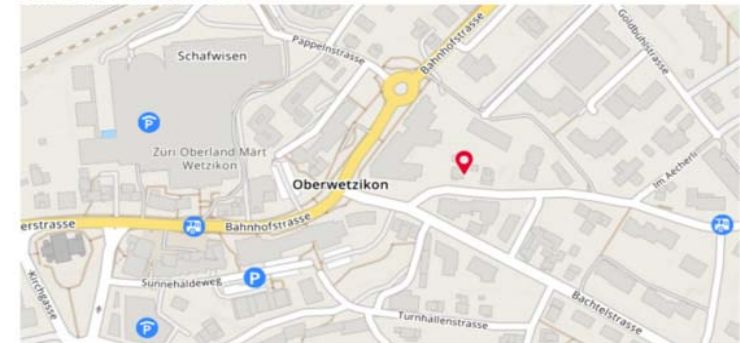 Goldbühlstrasse
Pappelnstrasse
Bahnhofstrasse
Schafwisen
P
Züri Oberland Märt
Wetzikon
Im Aecherli
Oberwetzikon
erstrasse
Bahnhofstrasse
Kirchgasse
Sunnehaldeweg
P
Bachtelstrasse
Turnhallenstrasse
P